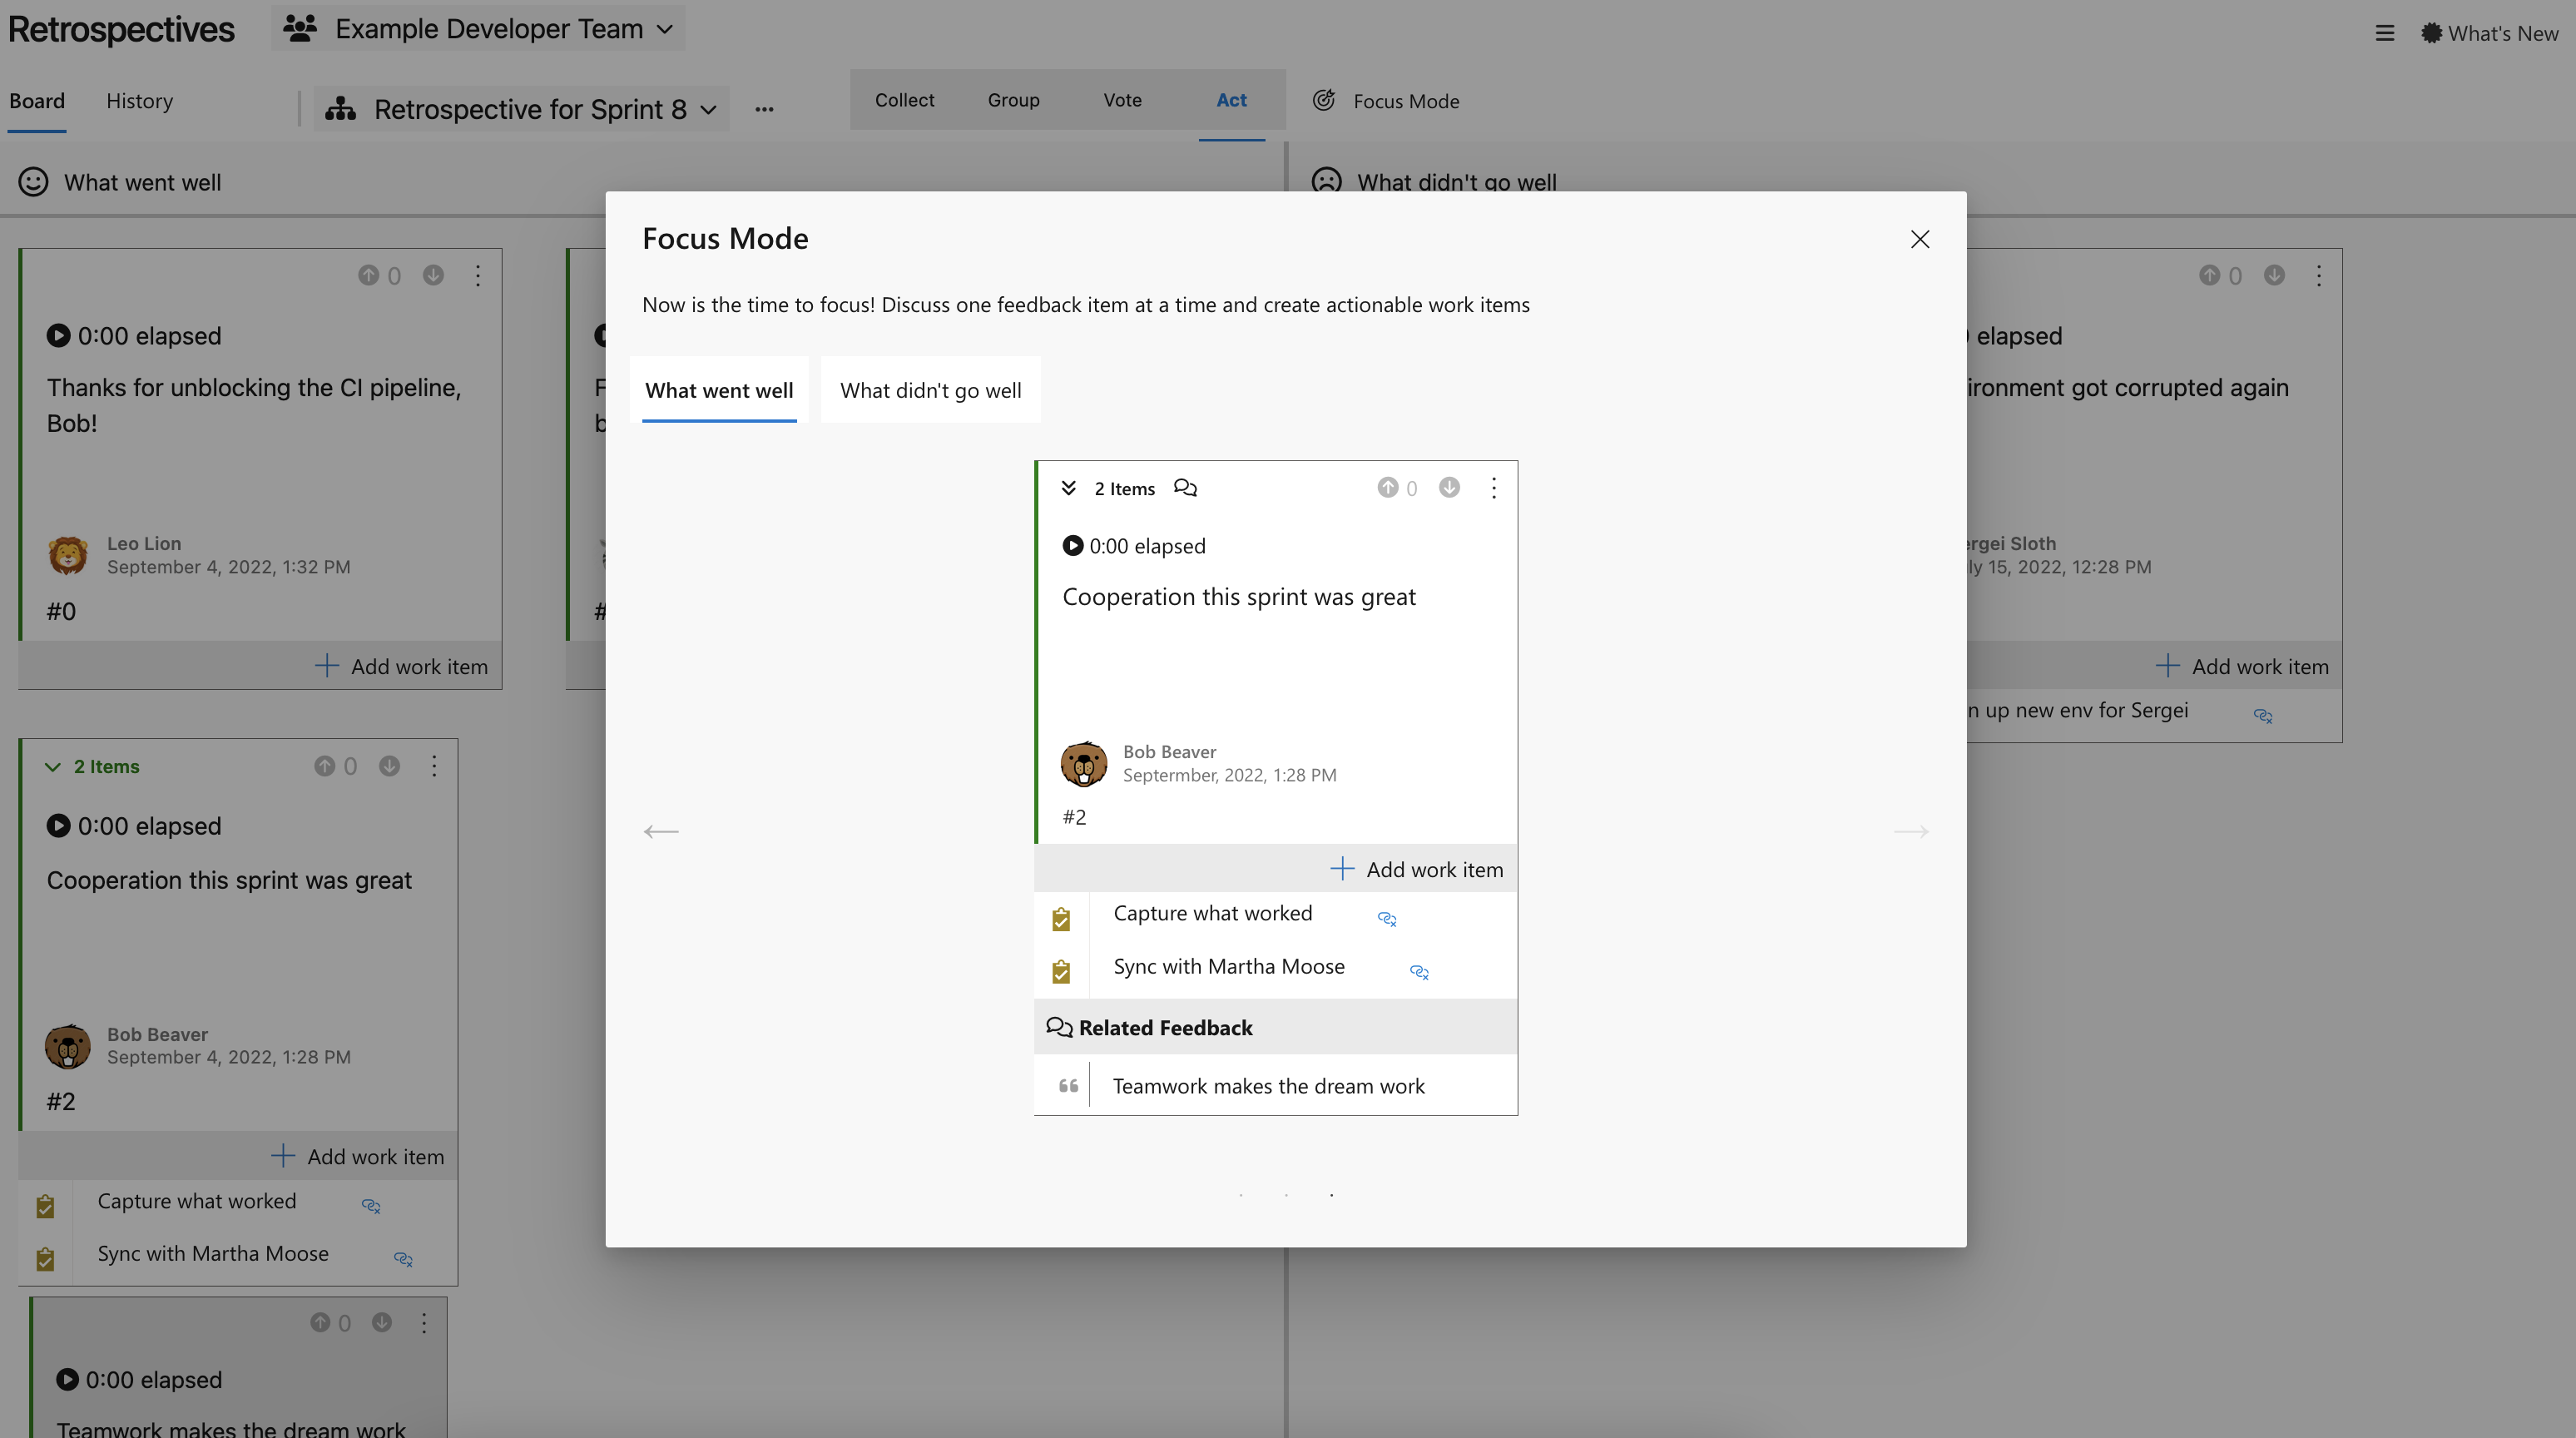 Retrospectives
Example Developer Team
What's New
Board
History
Retrospective for Sprint 8
Collect
Group
Vote
Act
Focus Mode
What went well
What didn't go well
0
0:00 elapsed
Thanks for unblocking the CI pipeline,
Bob!
Leo Lion
September 4, 2022, 1:32 PM
#0
Add work item
2 Items
0
0:00 elapsed
Cooperation this sprint was great
Bob Beaver
September 4, 2022, 1:28 PM
#2
Add work item
Capture what worked
Sync with Martha Moose
0
0:00 elapsed
Teamwork makes the dream work
Focus Mode
Now is the time to focus! Discuss one feedback item at a time and create actionable work items
What went well
What didn't go well
2 Items
0
0:00 elapsed
Cooperation this sprint was great
Bob Beaver
Septermber, 2022, 1:28 PM
#2
Add work item
Capture what worked
Sync with Martha Moose
Related Feedback
Teamwork makes the dream work
0
elapsed
got corrupted again
Sloth
15, 2022, 12:28 PM
Add work item
up new env for Sergei